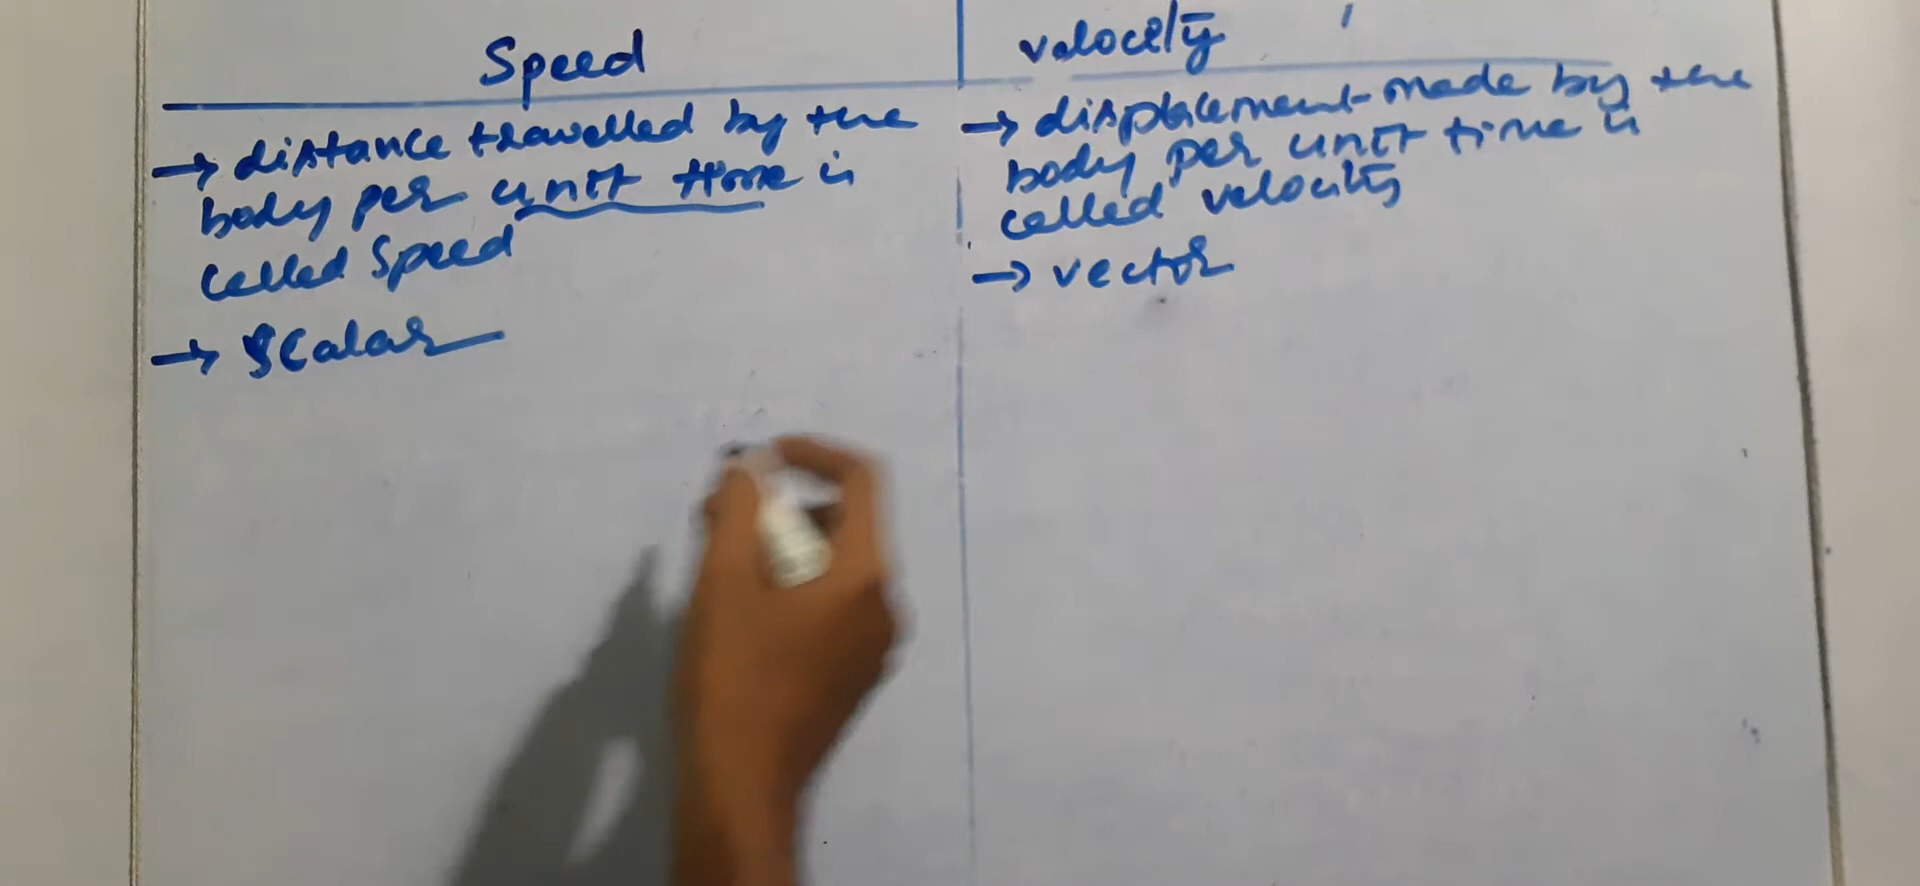 Speed
→ distance travelled by the
body per unit time is
called Speed
→ Scalar
velocity
→ displacement made by the
body per unit time is
called velocity
→ vector